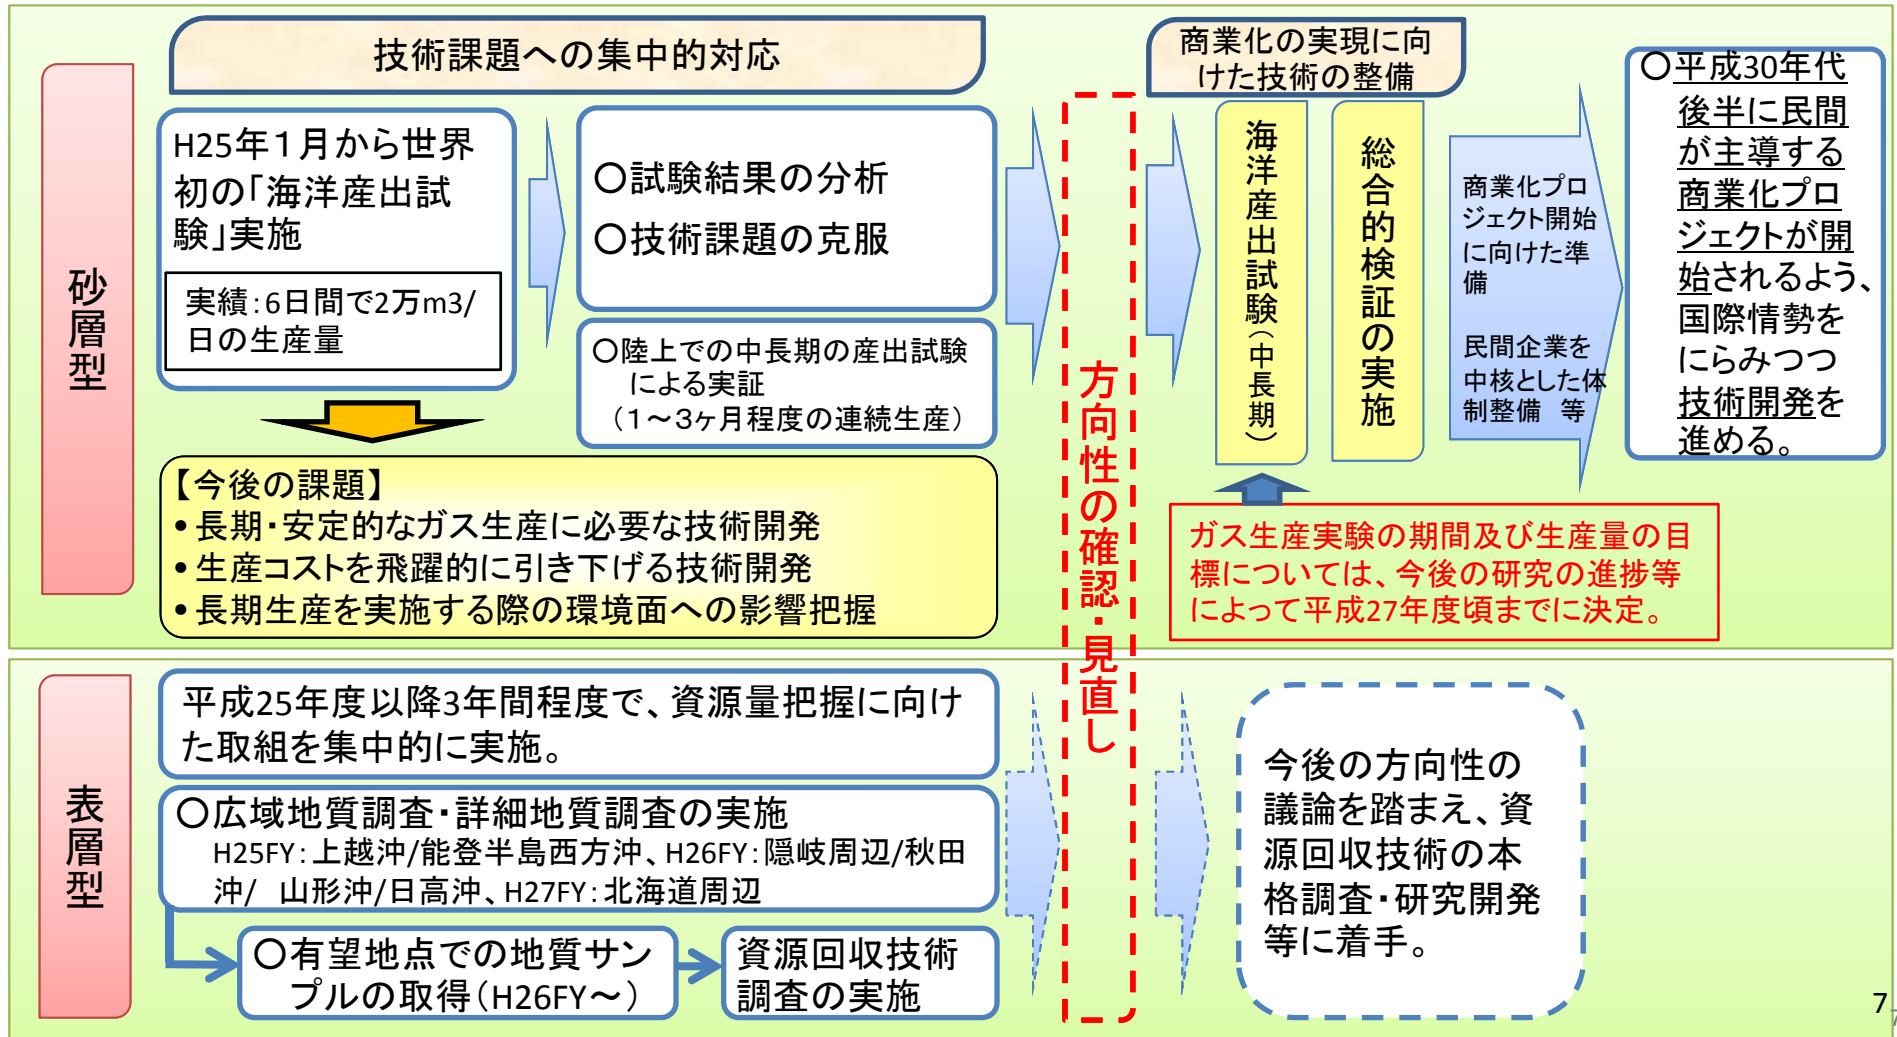 技術課題への集中的対応
商業化の実現に向
けた技術の整備
砂層型
H25年１月から世界
初の「海洋産出試
験」実施
実績：6日間で2万m3/
日の生産量
○試験結果の分析
○技術課題の克服
○陸上での中長期の産出試験
による実証
（１～３ヶ月程度の連続生産）
【今後の課題】
• 長期・安定的なガス生産に必要な技術開発
• 生産コストを飛躍的に引き下げる技術開発
• 長期生産を実施する際の環境面への影響把握
方向性の確認・見直し
海洋産出試験（中長期）
総合的検証の実施
商業化プロ
ジェクト開始
に向けた準
備
民間企業を
中核とした体
制整備　等
○平成30年代
後半に民間
が主導する
商業化プロ
ジェクトが開
始されるよう、
国際情勢を
にらみつつ
技術開発を
進める。
ガス生産実験の期間及び生産量の目
標については、今後の研究の進捗等
によって平成27年度頃までに決定。
表層型
平成25年度以降3年間程度で、資源量把握に向け
た取組を集中的に実施。
○広域地質調査・詳細地質調査の実施
H25FY：上越沖/能登半島西方沖、H26FY：隠岐周辺/秋田
沖/　山形沖/日高沖、H27FY：北海道周辺
○有望地点での地質サン
プルの取得（H26FY～）
資源回収技術
調査の実施
今後の方向性の
議論を踏まえ、資
源回収技術の本
格調査・研究開発
等に着手。
7
7